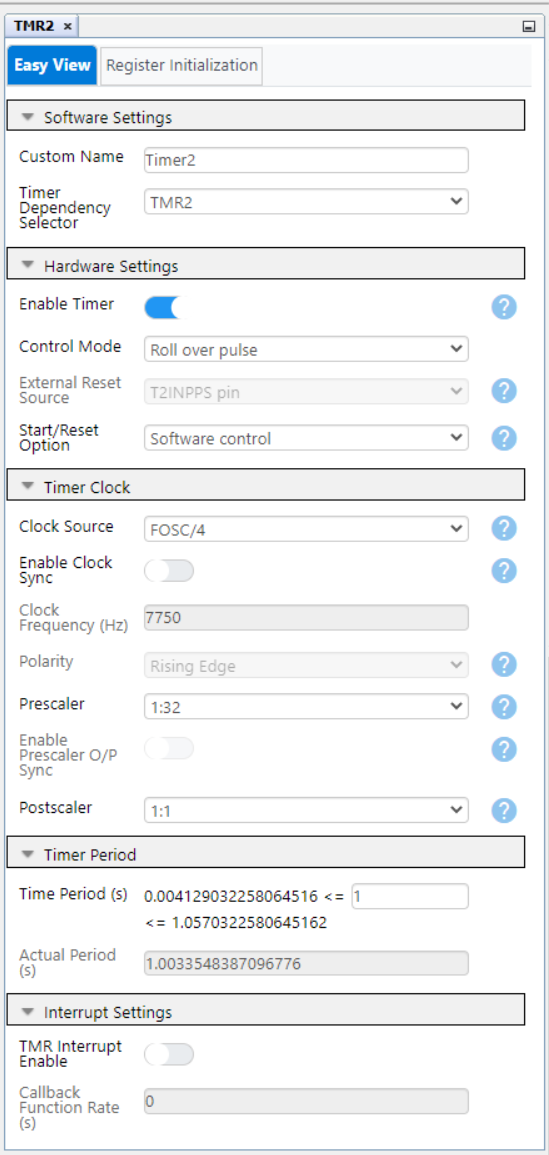 TMR2 ×
Easy View Register Initialization
Software Settings
Custom Name Timer2
Timer
Dependency
Selector
TMR2
Hardware Settings
Enable Timer ?
Control Mode Roll over pulse
External Reset
Source
T2INPPS pin ?
Start/Reset
Option
Software control ?
Timer Clock
Clock Source FOSC/4 ?
Enable Clock
Sync
?
Clock
Frequency (Hz)
7750
Polarity Rising Edge ?
Prescaler 1:32 ?
Enable
Prescaler O/P
Sync
?
Postscaler 1:1 ?
Timer Period
Time Period (s) 0.004129032258064516 <= 1
<= 1.0570322580645162
Actual Period
(s)
1.0033548387096776
Interrupt Settings
TMR Interrupt
Enable
Callback
Function Rate
(s)
0